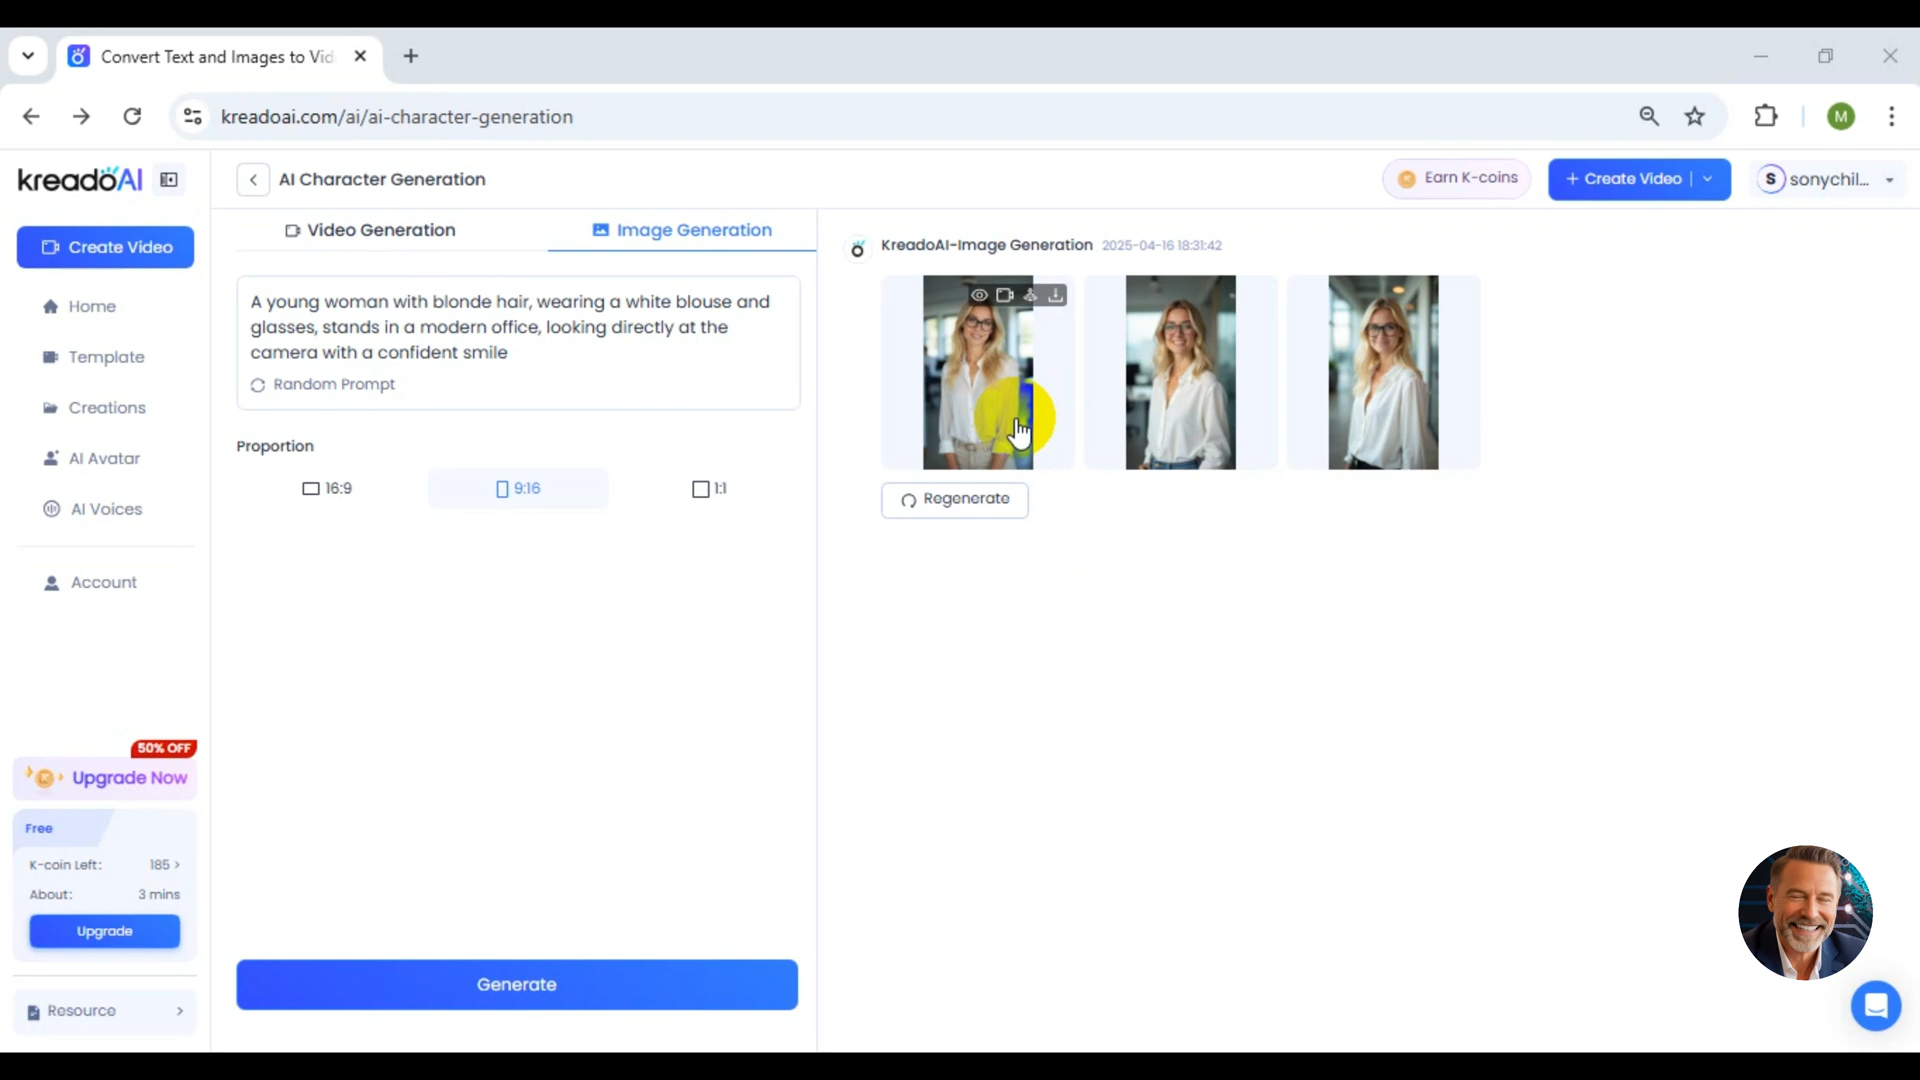 Convert Text and Images to Vid
kreadoai.com/ai/ai-character-generation
M
kreadoAI
AI Character Generation
Earn K-coins
+ Create Video
S
sonychil...
Create Video
Home
Template
Creations
AI Avatar
AI Voices
Account
50% OFF
Upgrade Now
Free
K-coin Left: 185 >
About: 3 mins
Upgrade
Resource
Video Generation
Image Generation
A young woman with blonde hair, wearing a white blouse and
glasses, stands in a modern office, looking directly at the
camera with a confident smile
Random Prompt
Proportion
16:9
9:16
1:1
Generate
KreadoAI-Image Generation 2025-04-16 18:31:42
Regenerate